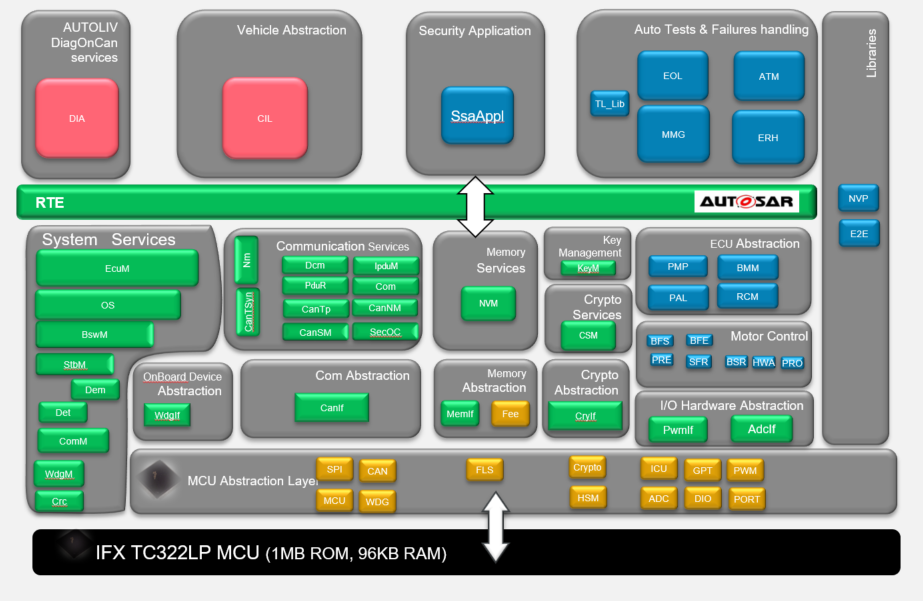 AUTOLIV
DiagOnCan
services
DIA
Vehicle Abstraction
CIL
Security Application
SsaAppl
Auto Tests & Failures handling
EOL
ATM
TL_Lib
MMG
ERH
Libraries
NVP
E2E
RTE
AUTOSAR
System Services
EcuM
OS
BswM
StbM
Dem
Det
ComM
WdgM
Crc
Communication Services
Nm
CanTSyn
Dcm
IpduM
PduR
Com
CanTp
CanNM
CanSM
SecOC
Memory
Services
NVM
Key
Management
KeyM
Crypto
Services
CSM
ECU Abstraction
PMP
BMM
PAL
RCM
Motor Control
BFS
BFE
PRE
SFR
BSR
HWA
PRO
OnBoard Device
Abstraction
WdgIf
Com Abstraction
CanIf
Memory
Abstraction
MemIf
Fee
Crypto
Abstraction
CryIf
I/O Hardware Abstraction
PwmIf
AdcIf
MCU Abstraction Layer
SPI
CAN
MCU
WDG
FLS
Crypto
HSM
ICU
GPT
PWM
ADC
DIO
PORT
IFX TC322LP MCU (1MB ROM, 96KB RAM)